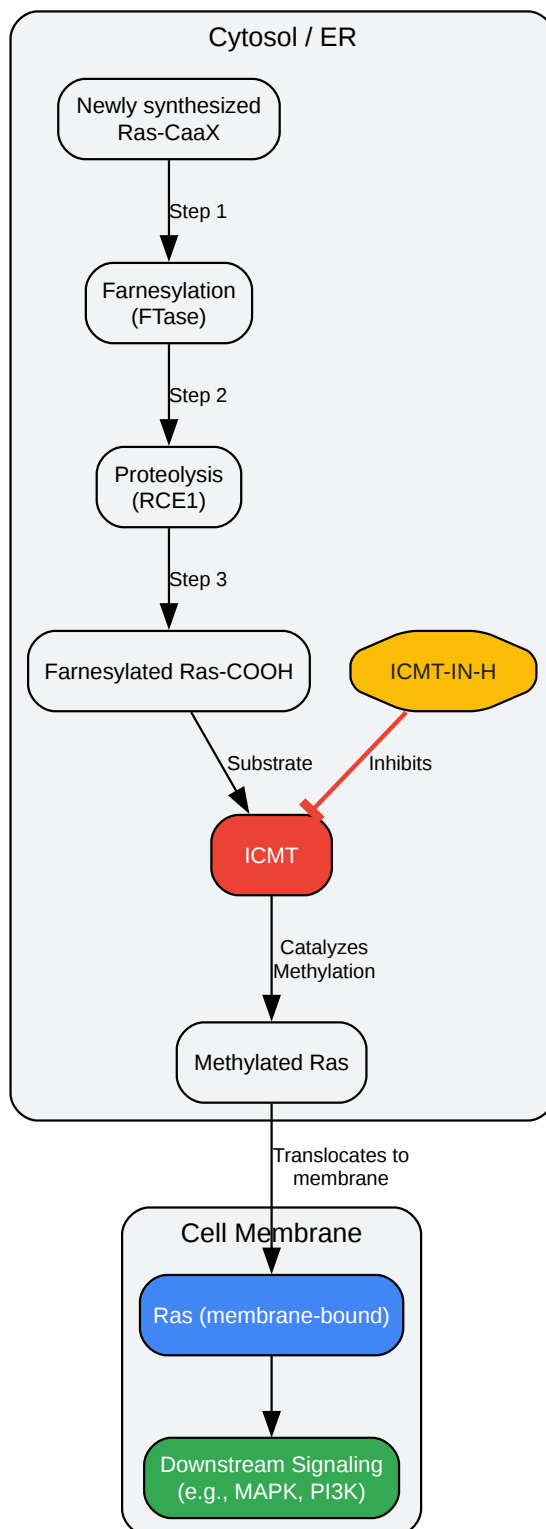 Cytosol / ER
Newly synthesized
Ras-CaaX
Step 1
Farnesylation
(FTase)
Step 2
Proteolysis
(RCE1)
Step 3
Farnesylated Ras-COOH
ICMT-IN-H
Substrate
Inhibits
ICMT
Catalyzes
Methylation
Methylated Ras
Translocates to
membrane
Cell Membrane
Ras (membrane-bound)
Downstream Signaling
(e.g., MAPK, PI3K)